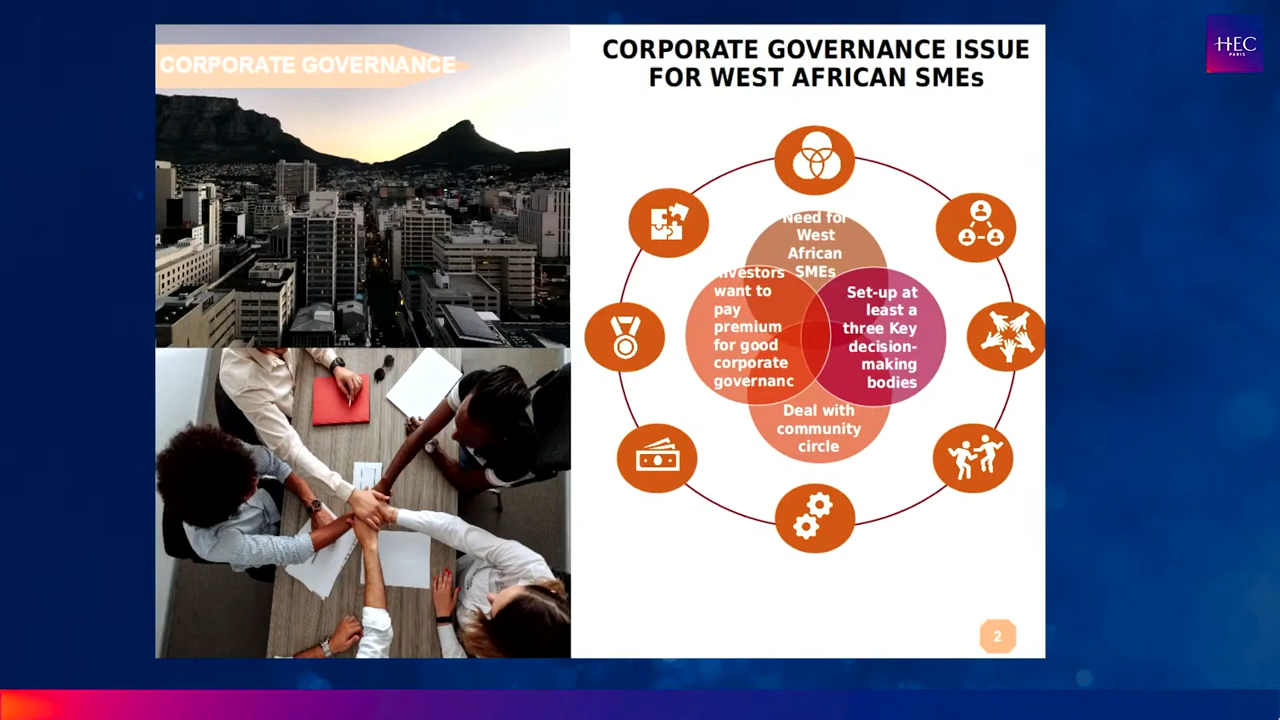 HEC
PARIS
CORPORATE GOVERNANCE
CORPORATE GOVERNANCE ISSUE
FOR WEST AFRICAN SMEs
Need for
West
African
SMEs
nvestors
want to
pay
premium
for good
corporate
governanc
Set-up at
least a
three Key
decision-
making
bodies
Deal with
community
circle
2